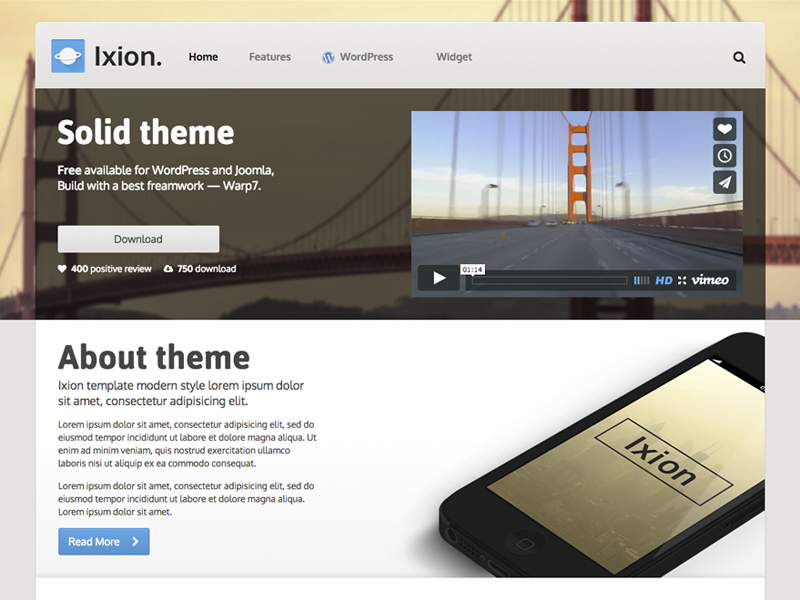 Ixion.
Home
Features
WordPress
Widget
Solid theme
Free available for WordPress and Joomla,
Build with a best freamwork — Warp7.
Download
400 positive review
750 download
01:14
HD
vimeo
About theme
Ixion template modern style lorem ipsum dolor
sit amet, consectetur adipisicing elit.
Lorem ipsum dolor sit amet, consectetur adipisicing elit, sed do
eiusmod tempor incididunt ut labore et dolore magna aliqua. Ut
enim ad minim veniam, quis nostrud exercitation ullamco
laboris nisi ut aliquip ex ea commodo consequat.
Lorem ipsum dolor sit amet, consectetur adipisicing elit, sed do
eiusmod tempor incididunt ut labore et dolore magna aliqua.
Lorem ipsum dolor sit amet.
Read More
Ixion